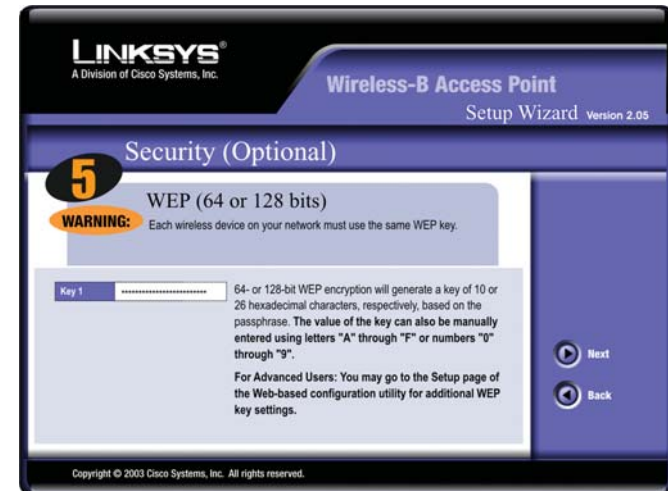 LINKSYS®
A Division of Cisco Systems, Inc.
Wireless-B Access Point
Setup Wizard Version 2.05
Security (Optional)
5
WEP (64 or 128 bits)
WARNING: Each wireless device on your network must use the same WEP key.
Key 1 **************************
64- or 128-bit WEP encryption will generate a key of 10 or
26 hexadecimal characters, respectively, based on the
passphrase. The value of the key can also be manually
entered using letters "A" through "F" or numbers "0"
through "9".
For Advanced Users: You may go to the Setup page of
the Web-based configuration utility for additional WEP
key settings.
Next
Back
Copyright © 2003 Cisco Systems, Inc. All rights reserved.